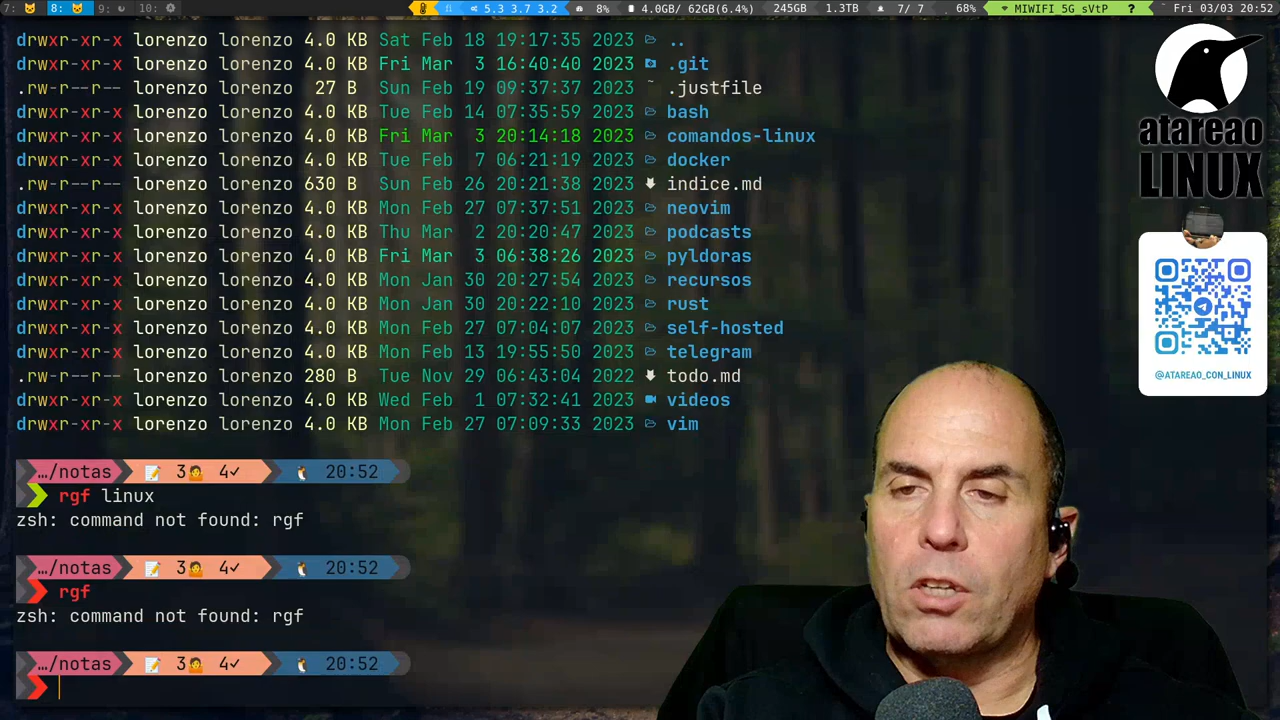 7: 8: 9: 10: 5.3 3.7 3.2 8% 4.0GB/ 62GB(6.4%) 245GB 1.3TB 7/ 7 68% MIWIFI 5G sVtP ? Fri 03/03 20:52
drwxr-xr-x lorenzo lorenzo 4.0 KB Sat Feb 18 19:17:35 2023 ..
drwxr-xr-x lorenzo lorenzo 4.0 KB Fri Mar 3 16:40:40 2023 .git
.rw-r--r-- lorenzo lorenzo 27 B Sun Feb 19 09:37:37 2023 .justfile
drwxr-xr-x lorenzo lorenzo 4.0 KB Tue Feb 14 07:35:59 2023 bash
drwxr-xr-x lorenzo lorenzo 4.0 KB Fri Mar 3 20:14:18 2023 comandos-linux
drwxr-xr-x lorenzo lorenzo 4.0 KB Tue Feb 7 06:21:19 2023 docker
.rw-r--r-- lorenzo lorenzo 630 B Sun Feb 26 20:21:38 2023 indice.md
drwxr-xr-x lorenzo lorenzo 4.0 KB Mon Feb 27 07:37:51 2023 neovim
drwxr-xr-x lorenzo lorenzo 4.0 KB Thu Mar 2 20:20:47 2023 podcasts
drwxr-xr-x lorenzo lorenzo 4.0 KB Fri Mar 3 06:38:26 2023 pyldoras
drwxr-xr-x lorenzo lorenzo 4.0 KB Mon Jan 30 20:27:54 2023 recursos
drwxr-xr-x lorenzo lorenzo 4.0 KB Mon Jan 30 20:22:10 2023 rust
drwxr-xr-x lorenzo lorenzo 4.0 KB Mon Feb 27 07:04:07 2023 self-hosted
drwxr-xr-x lorenzo lorenzo 4.0 KB Mon Feb 13 19:55:50 2023 telegram
.rw-r--r-- lorenzo lorenzo 280 B Tue Nov 29 06:43:04 2022 todo.md
drwxr-xr-x lorenzo lorenzo 4.0 KB Wed Feb 1 07:32:41 2023 videos
drwxr-xr-x lorenzo lorenzo 4.0 KB Mon Feb 27 07:09:33 2023 vim
…/notas 3 4✓ 20:52
rgf linux
zsh: command not found: rgf
…/notas 3 4✓ 20:52
rgf
zsh: command not found: rgf
…/notas 3 4✓ 20:52
atareao
LINUX
@ATAREAO_CON_LINUX